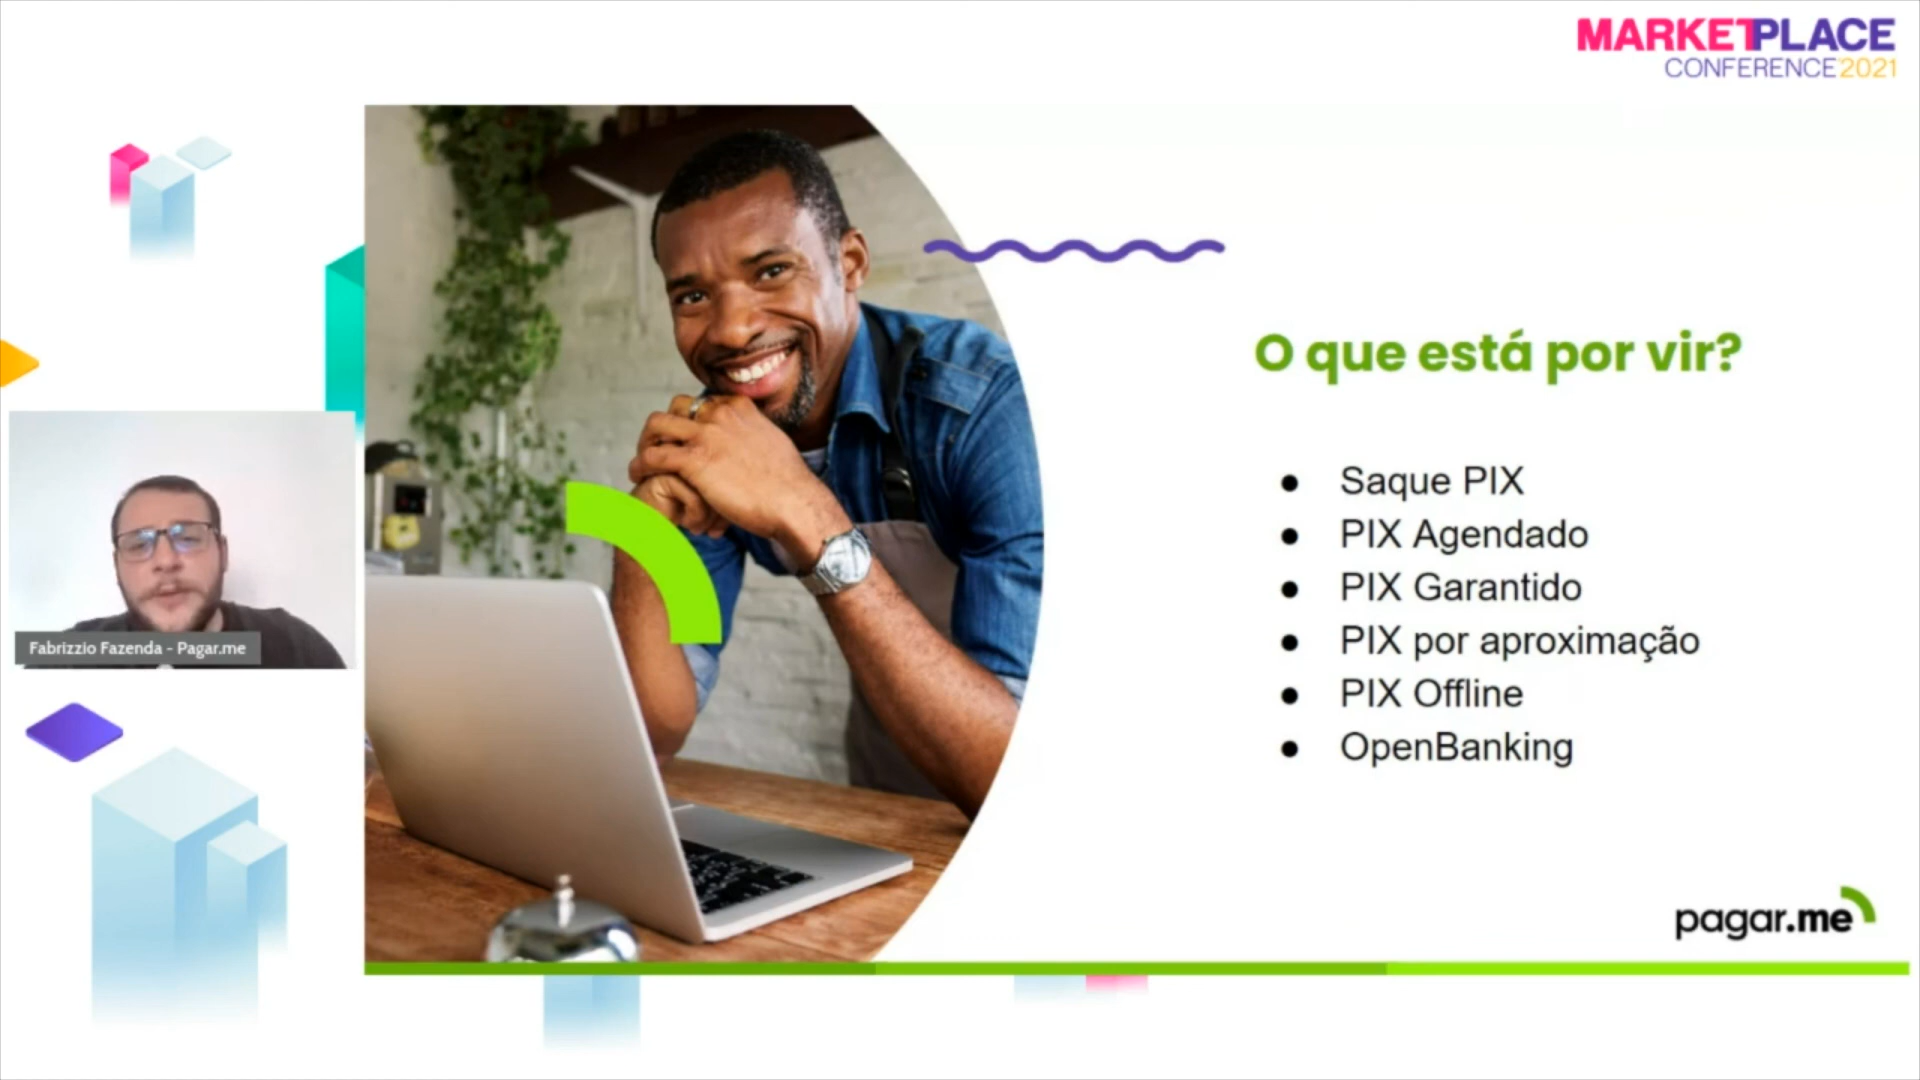 MARKETPLACE
CONFERENCE'2021
O que está por vir?
● Saque PIX
● PIX Agendado
● PIX Garantido
● PIX por aproximação
● PIX Offline
● OpenBanking
Fabrizzio Fazenda - Pagar.me
pagar.me